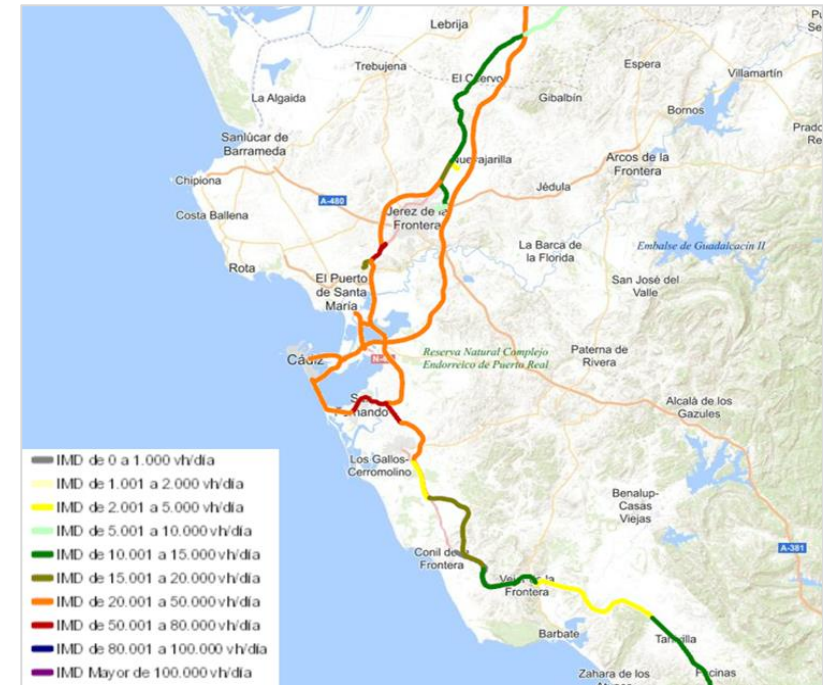 Lebrija
Trebujena
El Cuervo
Espera
Villamartín
La Algaida
Gibalbín
Bornos
Sanlúcar de
Barrameda
Arcos de la
Frontera
Chipiona
Jédula
A-480
Costa Ballena
Jerez de la
Frontera
La Barca de
la Florida
Embalse de Guadalcacín II
Rota
El Puerto
de Santa
María
San José del
Valle
Cádiz
Reserva Natural Complejo
Endorreico de Puerto Real
Paterna de
Rivera
Alcalá de los
Gazules
Los Gallos-
Cerromolino
Benalup-
Casas
Viejas
A-381
Conil de la
Frontera
Frontera
Barbate
Zahara de los
IMD de 0 a 1.000 vh/día
IMD de 1.001 a 2.000 vh/día
IMD de 2.001 a 5.000 vh/día
IMD de 5.001 a 10.000 vh/día
IMD de 10.001 a 15.000 vh/día
IMD de 15.001 a 20.000 vh/día
IMD de 20.001 a 50.000 vh/día
IMD de 50.001 a 80.000 vh/día
IMD de 80.001 a 100.000 vh/día
IMD Mayor de 100.000 vh/día